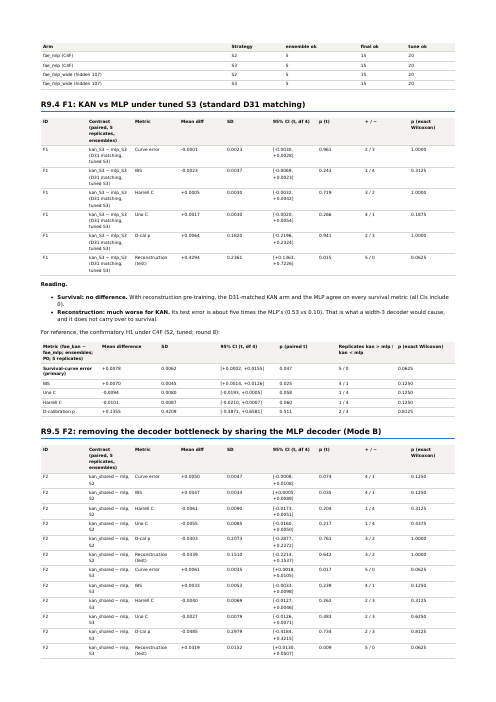 Arm Strategy ensemble ok final ok tune ok
fae_mlp (C4F) S2 5 15 20
fae_mlp (C4F) S3 5 15 20
fae_mlp_wide (hidden 107) S2 5 15 20
fae_mlp_wide (hidden 107) S3 5 15 20
R9.4 F1: KAN vs MLP under tuned S3 (standard D31 matching)
ID Contrast (paired, 5 replicates, ensembles) Metric Mean diff SD 95% CI (t, df 4) p (t) + / − p (exact Wilcoxon)
F1 kan_S3 − mlp_S3 (D31 matching, tuned S3) Curve error -0.0001 0.0023 [-0.0030, +0.0028] 0.961 2 / 3 1.0000
F1 kan_S3 − mlp_S3 (D31 matching, tuned S3) IBS -0.0023 0.0037 [-0.0069, +0.0023] 0.243 1 / 4 0.3125
F1 kan_S3 − mlp_S3 (D31 matching, tuned S3) Harrell C +0.0005 0.0030 [-0.0032, +0.0042] 0.719 3 / 2 1.0000
F1 kan_S3 − mlp_S3 (D31 matching, tuned S3) Uno C +0.0017 0.0030 [-0.0020, +0.0054] 0.266 4 / 1 0.1875
F1 kan_S3 − mlp_S3 (D31 matching, tuned S3) D-cal p +0.0064 0.1820 [-0.2196, +0.2324] 0.941 2 / 3 1.0000
F1 kan_S3 − mlp_S3 (D31 matching, tuned S3) Reconstruction (test) +0.4294 0.2361 [+0.1363, +0.7226] 0.015 5 / 0 0.0625
Reading.
• Survival: no difference. With reconstruction pre-training, the D31-matched KAN arm and the MLP agree on every survival metric (all CIs include
0).
• Reconstruction: much worse for KAN. Its test error is about five times the MLP's (0.53 vs 0.10). That is what a width-3 decoder would cause,
and it does not carry over to survival.
For reference, the confirmatory H1 under C4F (S2, tuned; round 8):
Metric (fae_kan − fae_mlp; ensembles; P0; 5 replicates) Mean difference SD 95% CI (t, df 4) p (paired t) Replicates kan > mlp / kan < mlp p (exact Wilcoxon)
Survival-curve error (primary) +0.0078 0.0062 [+0.0002, +0.0155] 0.047 5 / 0 0.0625
IBS +0.0070 0.0045 [+0.0014, +0.0126] 0.025 4 / 1 0.1250
Uno C -0.0094 0.0080 [-0.0193, +0.0005] 0.058 1 / 4 0.1250
Harrell C -0.0101 0.0087 [-0.0210, +0.0007] 0.060 1 / 4 0.1250
D-calibration p +0.1355 0.4209 [-0.3871, +0.6581] 0.511 2 / 3 0.8125
R9.5 F2: removing the decoder bottleneck by sharing the MLP decoder (Mode B)
ID Contrast (paired, 5 replicates, ensembles) Metric Mean diff SD 95% CI (t, df 4) p (t) + / − p (exact Wilcoxon)
F2 kan_shared − mlp, S2 Curve error +0.0050 0.0047 [-0.0008, +0.0108] 0.074 4 / 1 0.1250
F2 kan_shared − mlp, S2 IBS +0.0047 0.0034 [+0.0005, +0.0089] 0.035 4 / 1 0.1250
F2 kan_shared − mlp, S2 Harrell C -0.0061 0.0090 [-0.0173, +0.0051] 0.204 1 / 4 0.3125
F2 kan_shared − mlp, S2 Uno C -0.0055 0.0085 [-0.0160, +0.0050] 0.217 1 / 4 0.4375
F2 kan_shared − mlp, S2 D-cal p -0.0303 0.2073 [-0.2877, +0.2272] 0.761 3 / 2 1.0000
F2 kan_shared − mlp, S2 Reconstruction (test) -0.0339 0.1510 [-0.2214, +0.1537] 0.642 3 / 2 1.0000
F2 kan_shared − mlp, S3 Curve error +0.0061 0.0035 [+0.0018, +0.0105] 0.017 5 / 0 0.0625
F2 kan_shared − mlp, S3 IBS +0.0033 0.0053 [-0.0033, +0.0098] 0.239 4 / 1 0.3125
F2 kan_shared − mlp, S3 Harrell C -0.0040 0.0069 [-0.0127, +0.0046] 0.262 2 / 3 0.3125
F2 kan_shared − mlp, S3 Uno C -0.0027 0.0079 [-0.0126, +0.0071] 0.483 2 / 3 0.6250
F2 kan_shared − mlp, S3 D-cal p -0.0485 0.2979 [-0.4184, +0.3215] 0.734 2 / 3 0.8125
F2 kan_shared − mlp, S3 Reconstruction (test) +0.0319 0.0152 [+0.0130, +0.0507] 0.009 5 / 0 0.0625